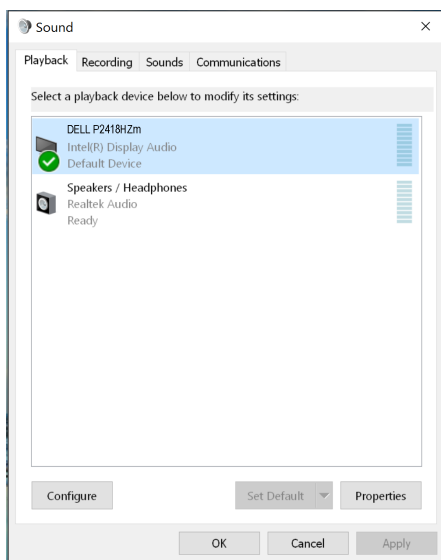 Sound
Playback Recording Sounds Communications
Select a playback device below to modify its settings:
DELL P2418HZm
Intel(R) Display Audio
Default Device
Speakers / Headphones
Realtek Audio
Ready
Configure Set Default Properties
OK Cancel Apply